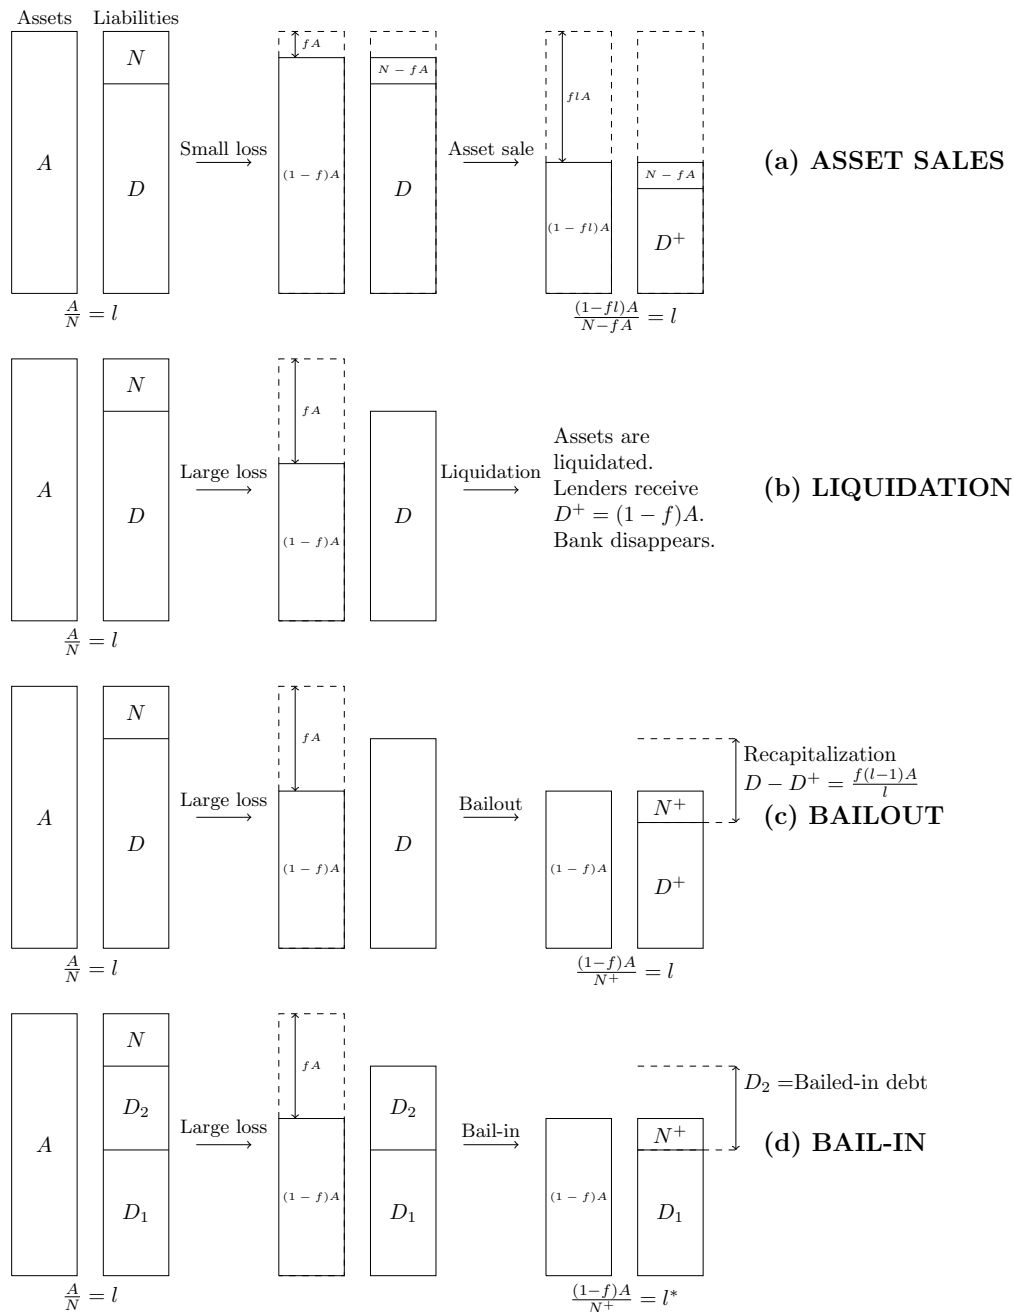 Assets Liabilities
fA
N
N − fA
A
D
Small loss
(1 − f)A
D
Asset sale
flA
(1 − fl)A
N − fA
D⁺
(a) ASSET SALES
A/N = l
(1−fl)A/N−fA = l
N
fA
A
D
Large loss
(1 − f)A
D
Liquidation
Assets are
liquidated.
Lenders receive
D⁺ = (1 − f)A.
Bank disappears.
(b) LIQUIDATION
A/N = l
N
fA
A
D
Large loss
(1 − f)A
D
Bailout
(1 − f)A
N⁺
D⁺
Recapitalization
D − D⁺ = f(l−1)A/l
(c) BAILOUT
A/N = l
(1−f)A/N⁺ = l
N
fA
A
D₂
D₁
Large loss
(1 − f)A
D₂
D₁
Bail-in
(1 − f)A
N⁺
D₁
D₂ =Bailed-in debt
(d) BAIL-IN
A/N = l
(1−f)A/N⁺ = l*